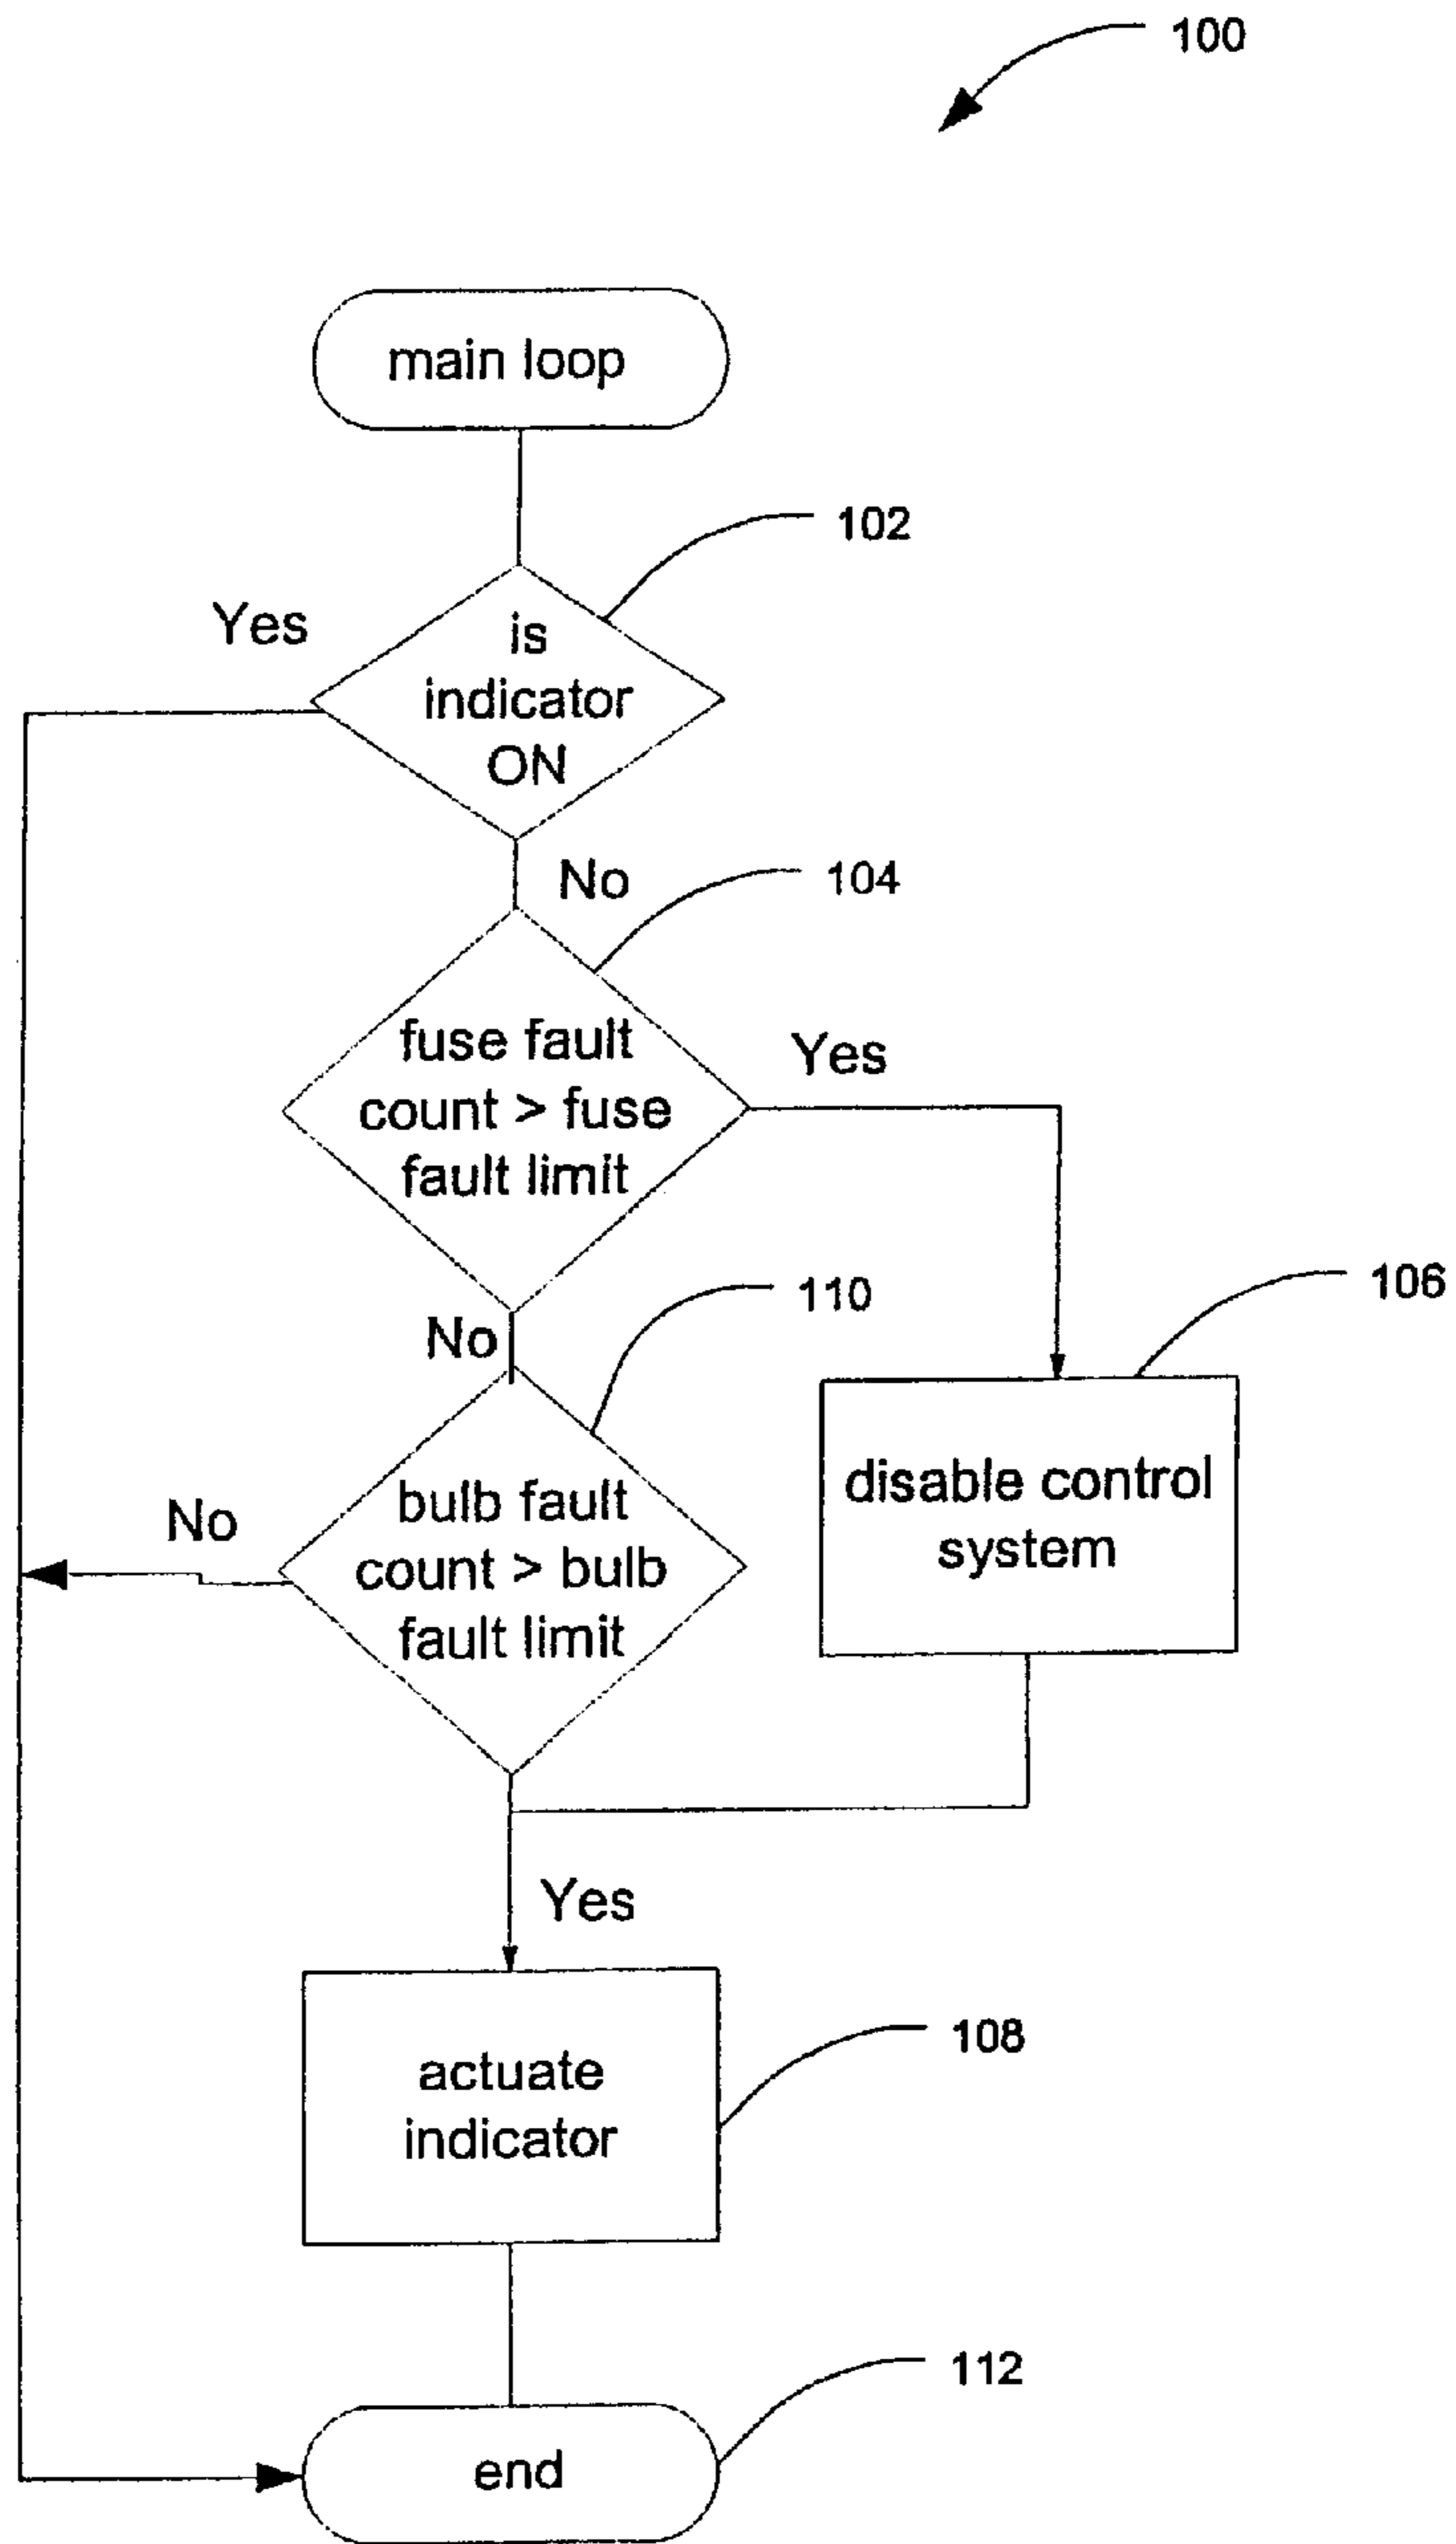 100
main loop
102
Yes
is
indicator
ON
No
104
fuse fault
count > fuse
fault limit
Yes
106
110
No
bulb fault
count > bulb
fault limit
No
disable control
system
Yes
actuate
indicator
108
112
end